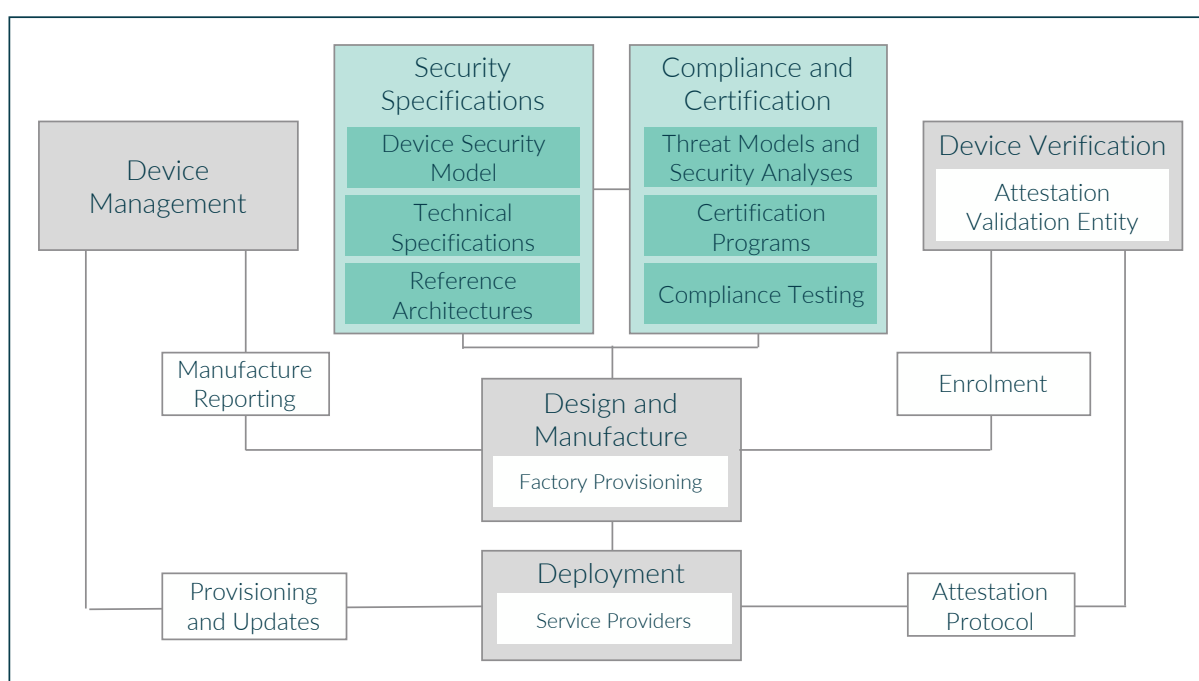 Security
Specifications
Device Security
Model
Technical
Specifications
Reference
Architectures
Compliance and
Certification
Threat Models and
Security Analyses
Certification
Programs
Compliance Testing
Device
Management
Device Verification
Attestation
Validation Entity
Manufacture
Reporting
Enrolment
Design and
Manufacture
Factory Provisioning
Provisioning
and Updates
Deployment
Service Providers
Attestation
Protocol